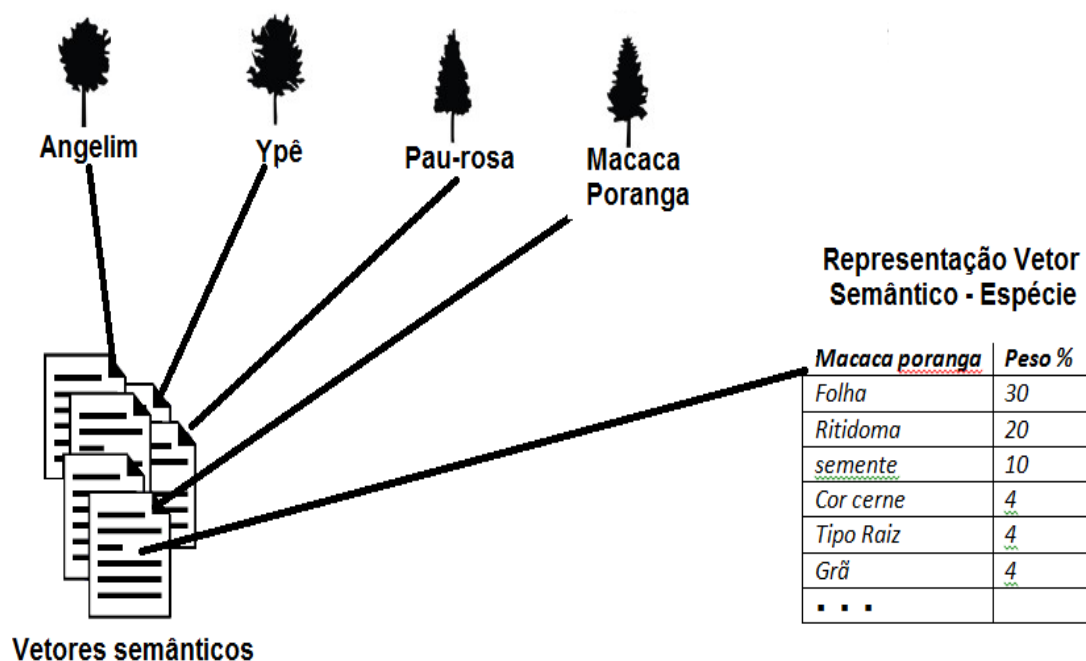 Angelim
Ypê
Pau-rosa
Macaca
Poranga
Representação Vetor
Semântico - Espécie
Macaca poranga Peso %
Folha 30
Ritidoma 20
semente 10
Cor cerne 4
Tipo Raiz 4
Grã 4
. . .
Vetores semânticos